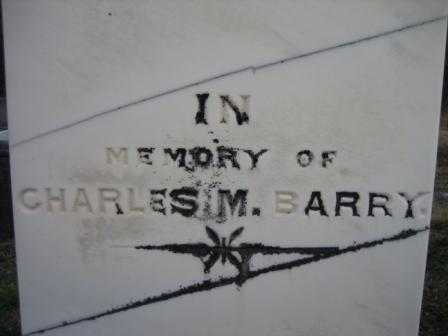 IN
MEMORY OF
CHARLES M. BARRY.